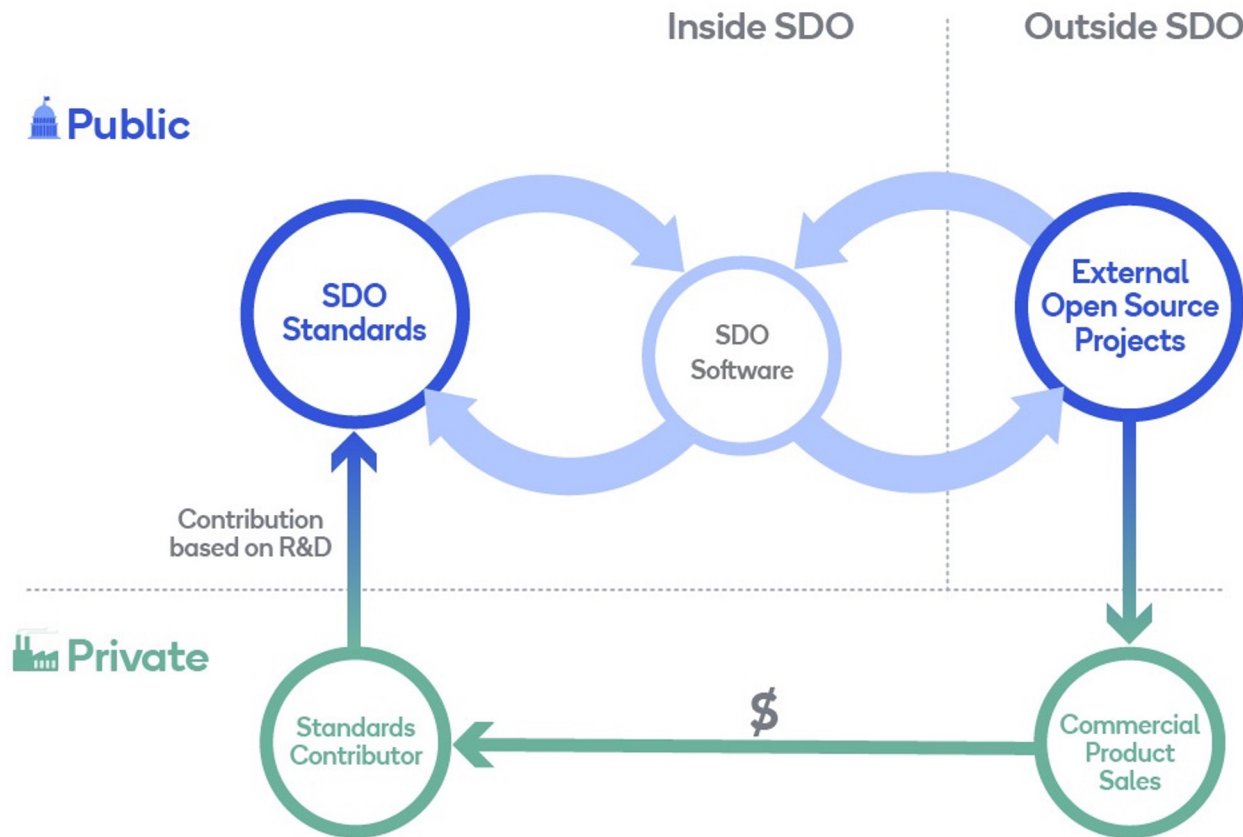 Inside SDO
Outside SDO
Public
SDO
Standards
SDO
Software
External
Open Source
Projects
Contribution
based on R&D
Private
Standards
Contributor
$
Commercial
Product
Sales